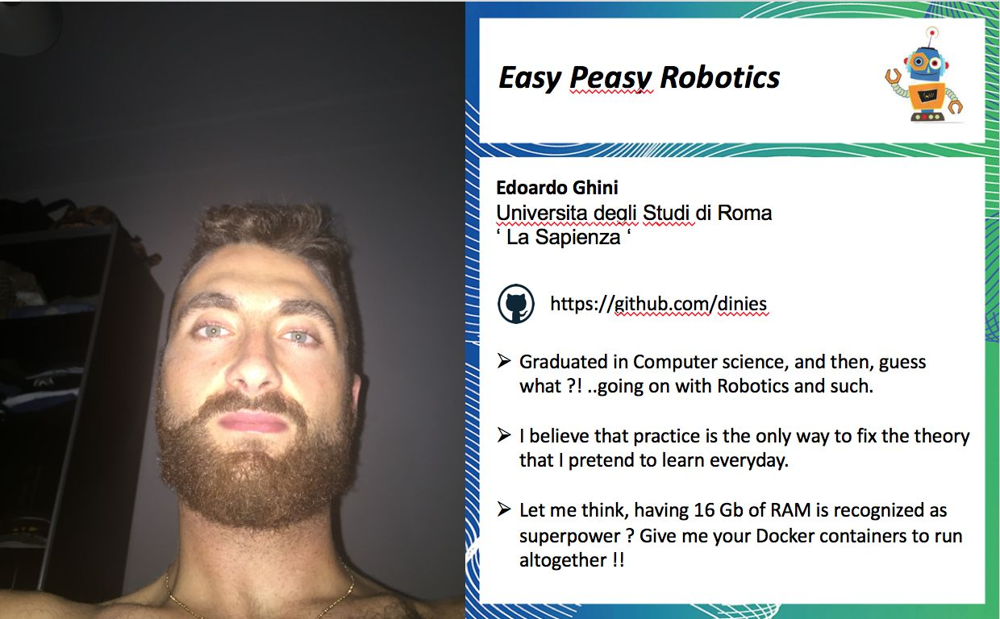 Easy Peasy Robotics
Edoardo Ghini
Universita degli Studi di Roma
‘ La Sapienza ‘
https://github.com/dinies
➢ Graduated in Computer science, and then, guess
what ?! ..going on with Robotics and such.
➢ I believe that practice is the only way to fix the theory
that I pretend to learn everyday.
➢ Let me think, having 16 Gb of RAM is recognized as
superpower ? Give me your Docker containers to run
altogether !!